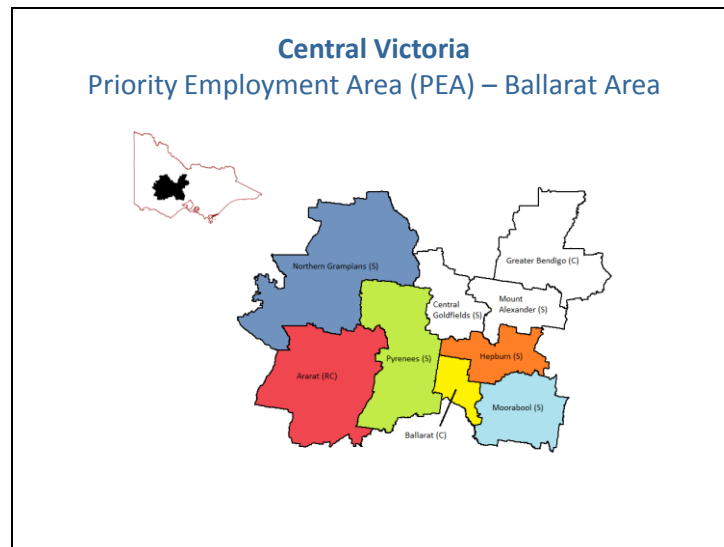 Central Victoria
Priority Employment Area (PEA) – Ballarat Area
Northern Grampians (S)
Greater Bendigo (C)
Central
Goldfields (S)
Mount
Alexander (S)
Pyrenees (S)
Hepburn (S)
Ararat (RC)
Moorabool (S)
Ballarat (C)